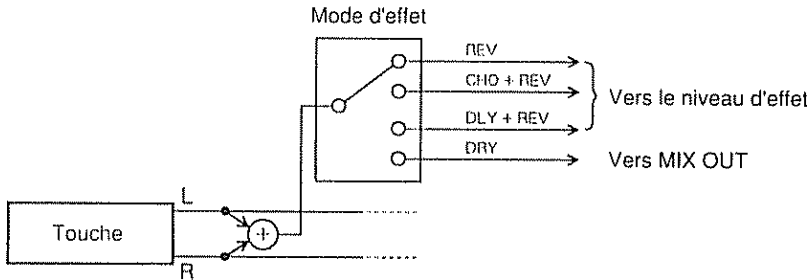 Mode d'effet
REV
CHO + REV
DLY + REV
DRY
Vers le niveau d'effet
Vers MIX OUT
L
Touche
+
R